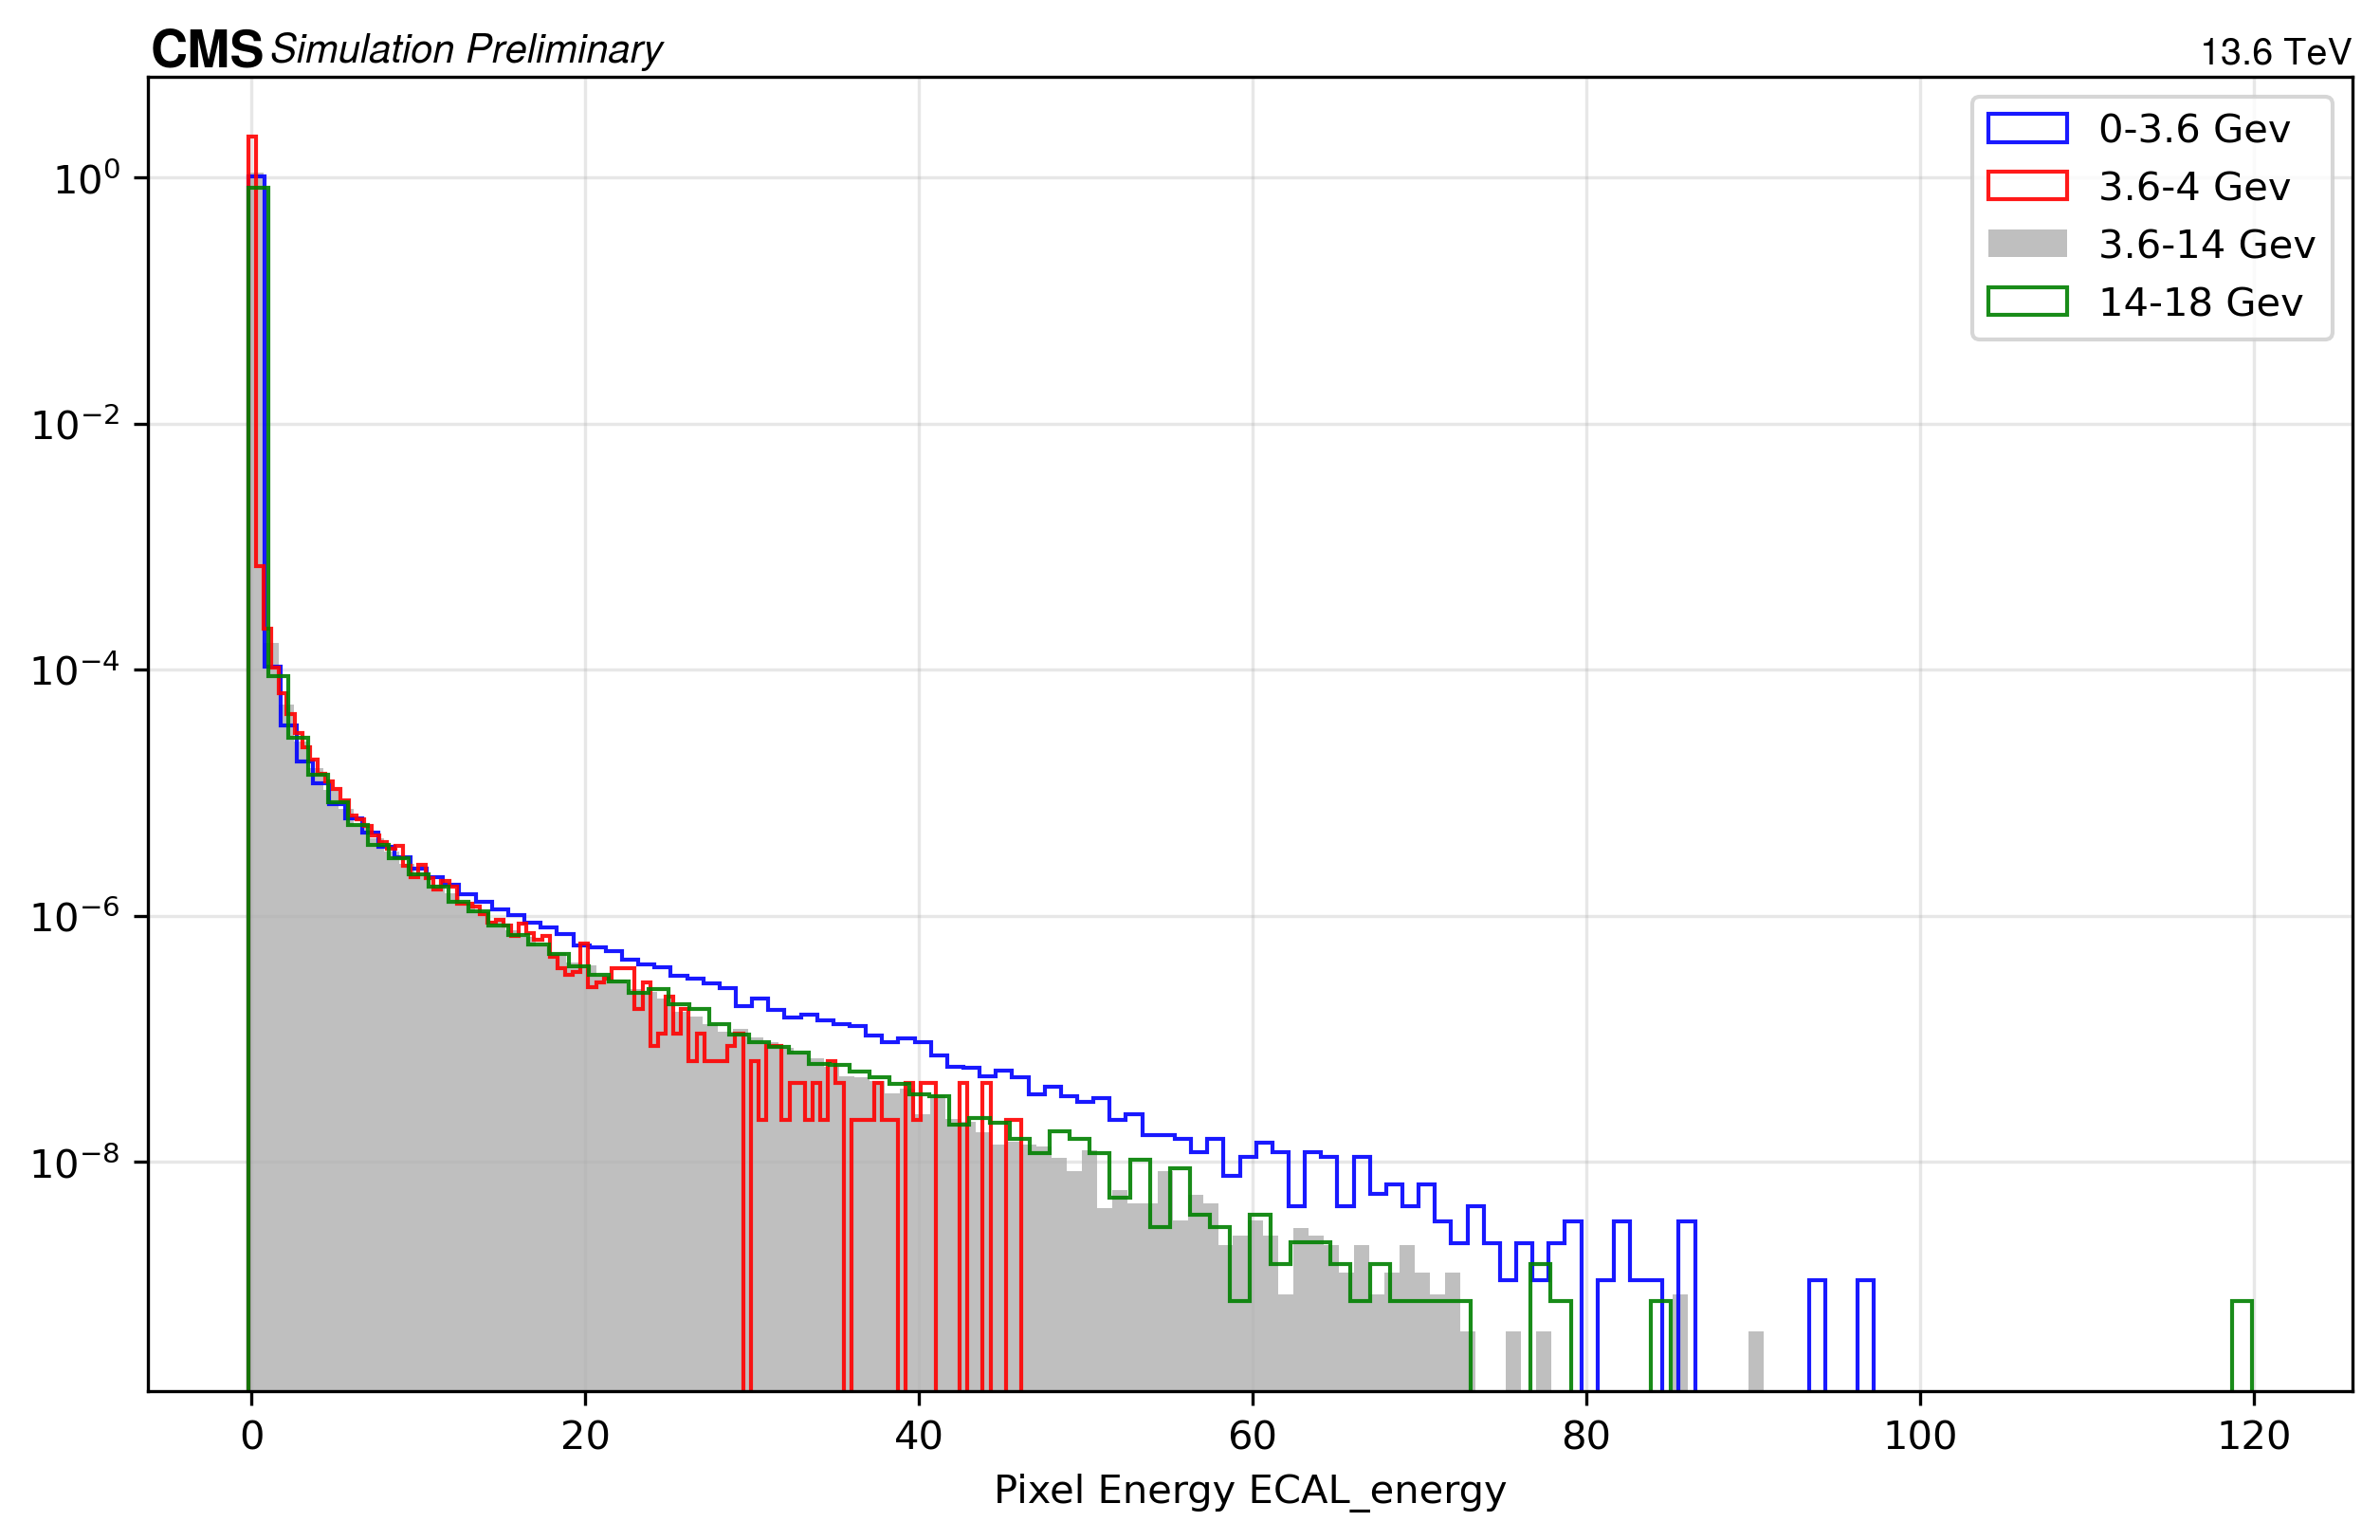 CMS Simulation Preliminary 13.6 TeV
0-3.6 Gev
3.6-4 Gev
3.6-14 Gev
14-18 Gev
10⁰
10⁻²
10⁻⁴
10⁻⁶
10⁻⁸
0 20 40 60 80 100 120
Pixel Energy ECAL_energy